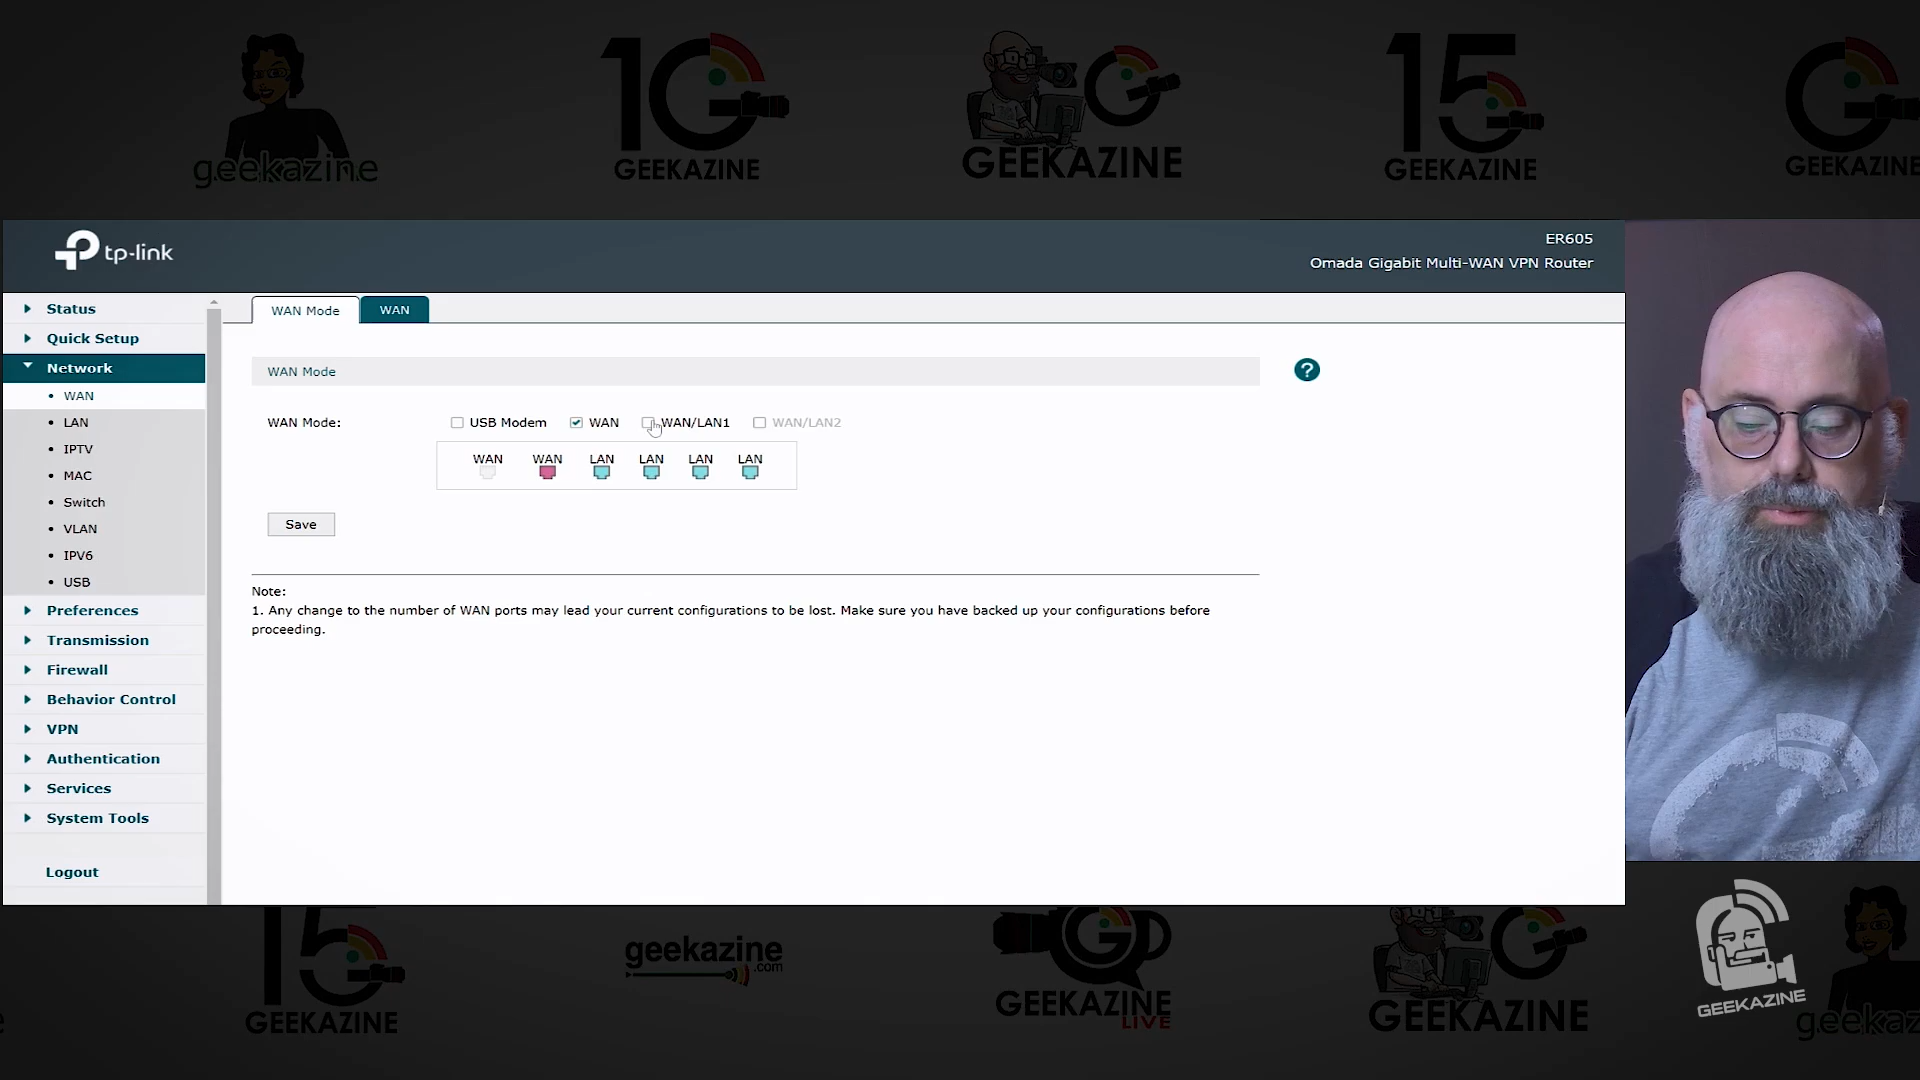 geekazine
10
GEEKAZINE
GEEKAZINE
15
GEEKAZINE
GEEKAZINE
tp-link
ER605
Omada Gigabit Multi-WAN VPN Router
Status
Quick Setup
Network
WAN
LAN
IPTV
MAC
Switch
VLAN
IPV6
USB
Preferences
Transmission
Firewall
Behavior Control
VPN
Authentication
Services
System Tools
Logout
WAN Mode WAN
WAN Mode
?
WAN Mode: USB Modem WAN WAN/LAN1 WAN/LAN2
WAN WAN LAN LAN LAN LAN
Save
Note:
1. Any change to the number of WAN ports may lead your current configurations to be lost. Make sure you have backed up your configurations before
proceeding.
15
GEEKAZINE
geekazine
.com
GEEKAZINE
LIVE
GEEKAZINE
GEEKAZINE
geekaz